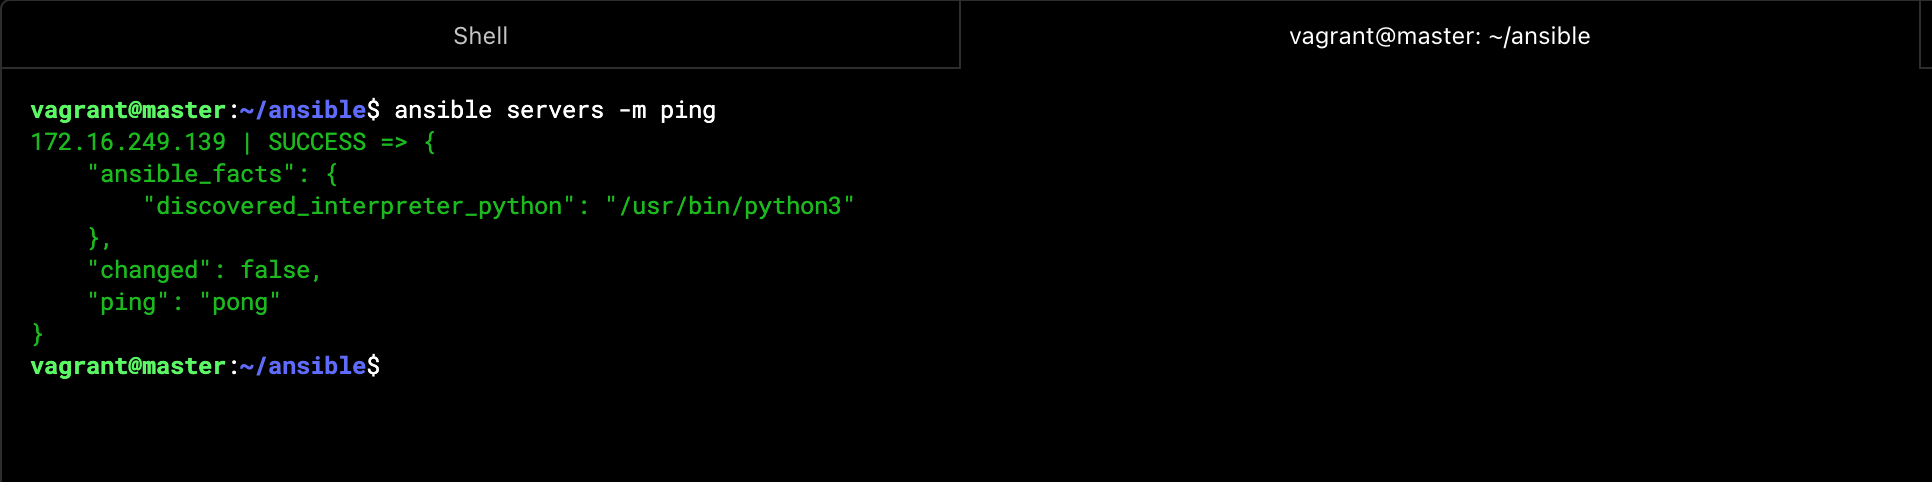 Shell
vagrant@master: ~/ansible
vagrant@master:~/ansible$ ansible servers -m ping
172.16.249.139 | SUCCESS => {
    "ansible_facts": {
        "discovered_interpreter_python": "/usr/bin/python3"
    },
    "changed": false,
    "ping": "pong"
}
vagrant@master:~/ansible$